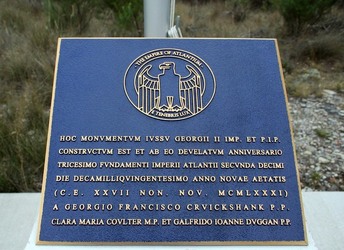 THE EMPIRE OF ATLANTIUM
E TENEBRIS LUX
HOC MONVMENTVM IVSSV GEORGII II IMP. ET P.I.P.
CONSTRVCTVM EST ET AB EO DEVELATVM ANNIVERSARIO
TRICESIMO FVNDAMENTI IMPERII ATLANTII SECVNDA DECIMI
DIE DECAMILLIQVINGENTESIMO ANNO NOVAE AETATIS
(C.E. XXVII NON. NOV. MCMLXXXI)
A GEORGIO FRANCISCO CRVICKSHANK P.P.
CLARA MARIA COVLTER M.P. ET GALFRIDO IOANNE DVGGAN P.P.